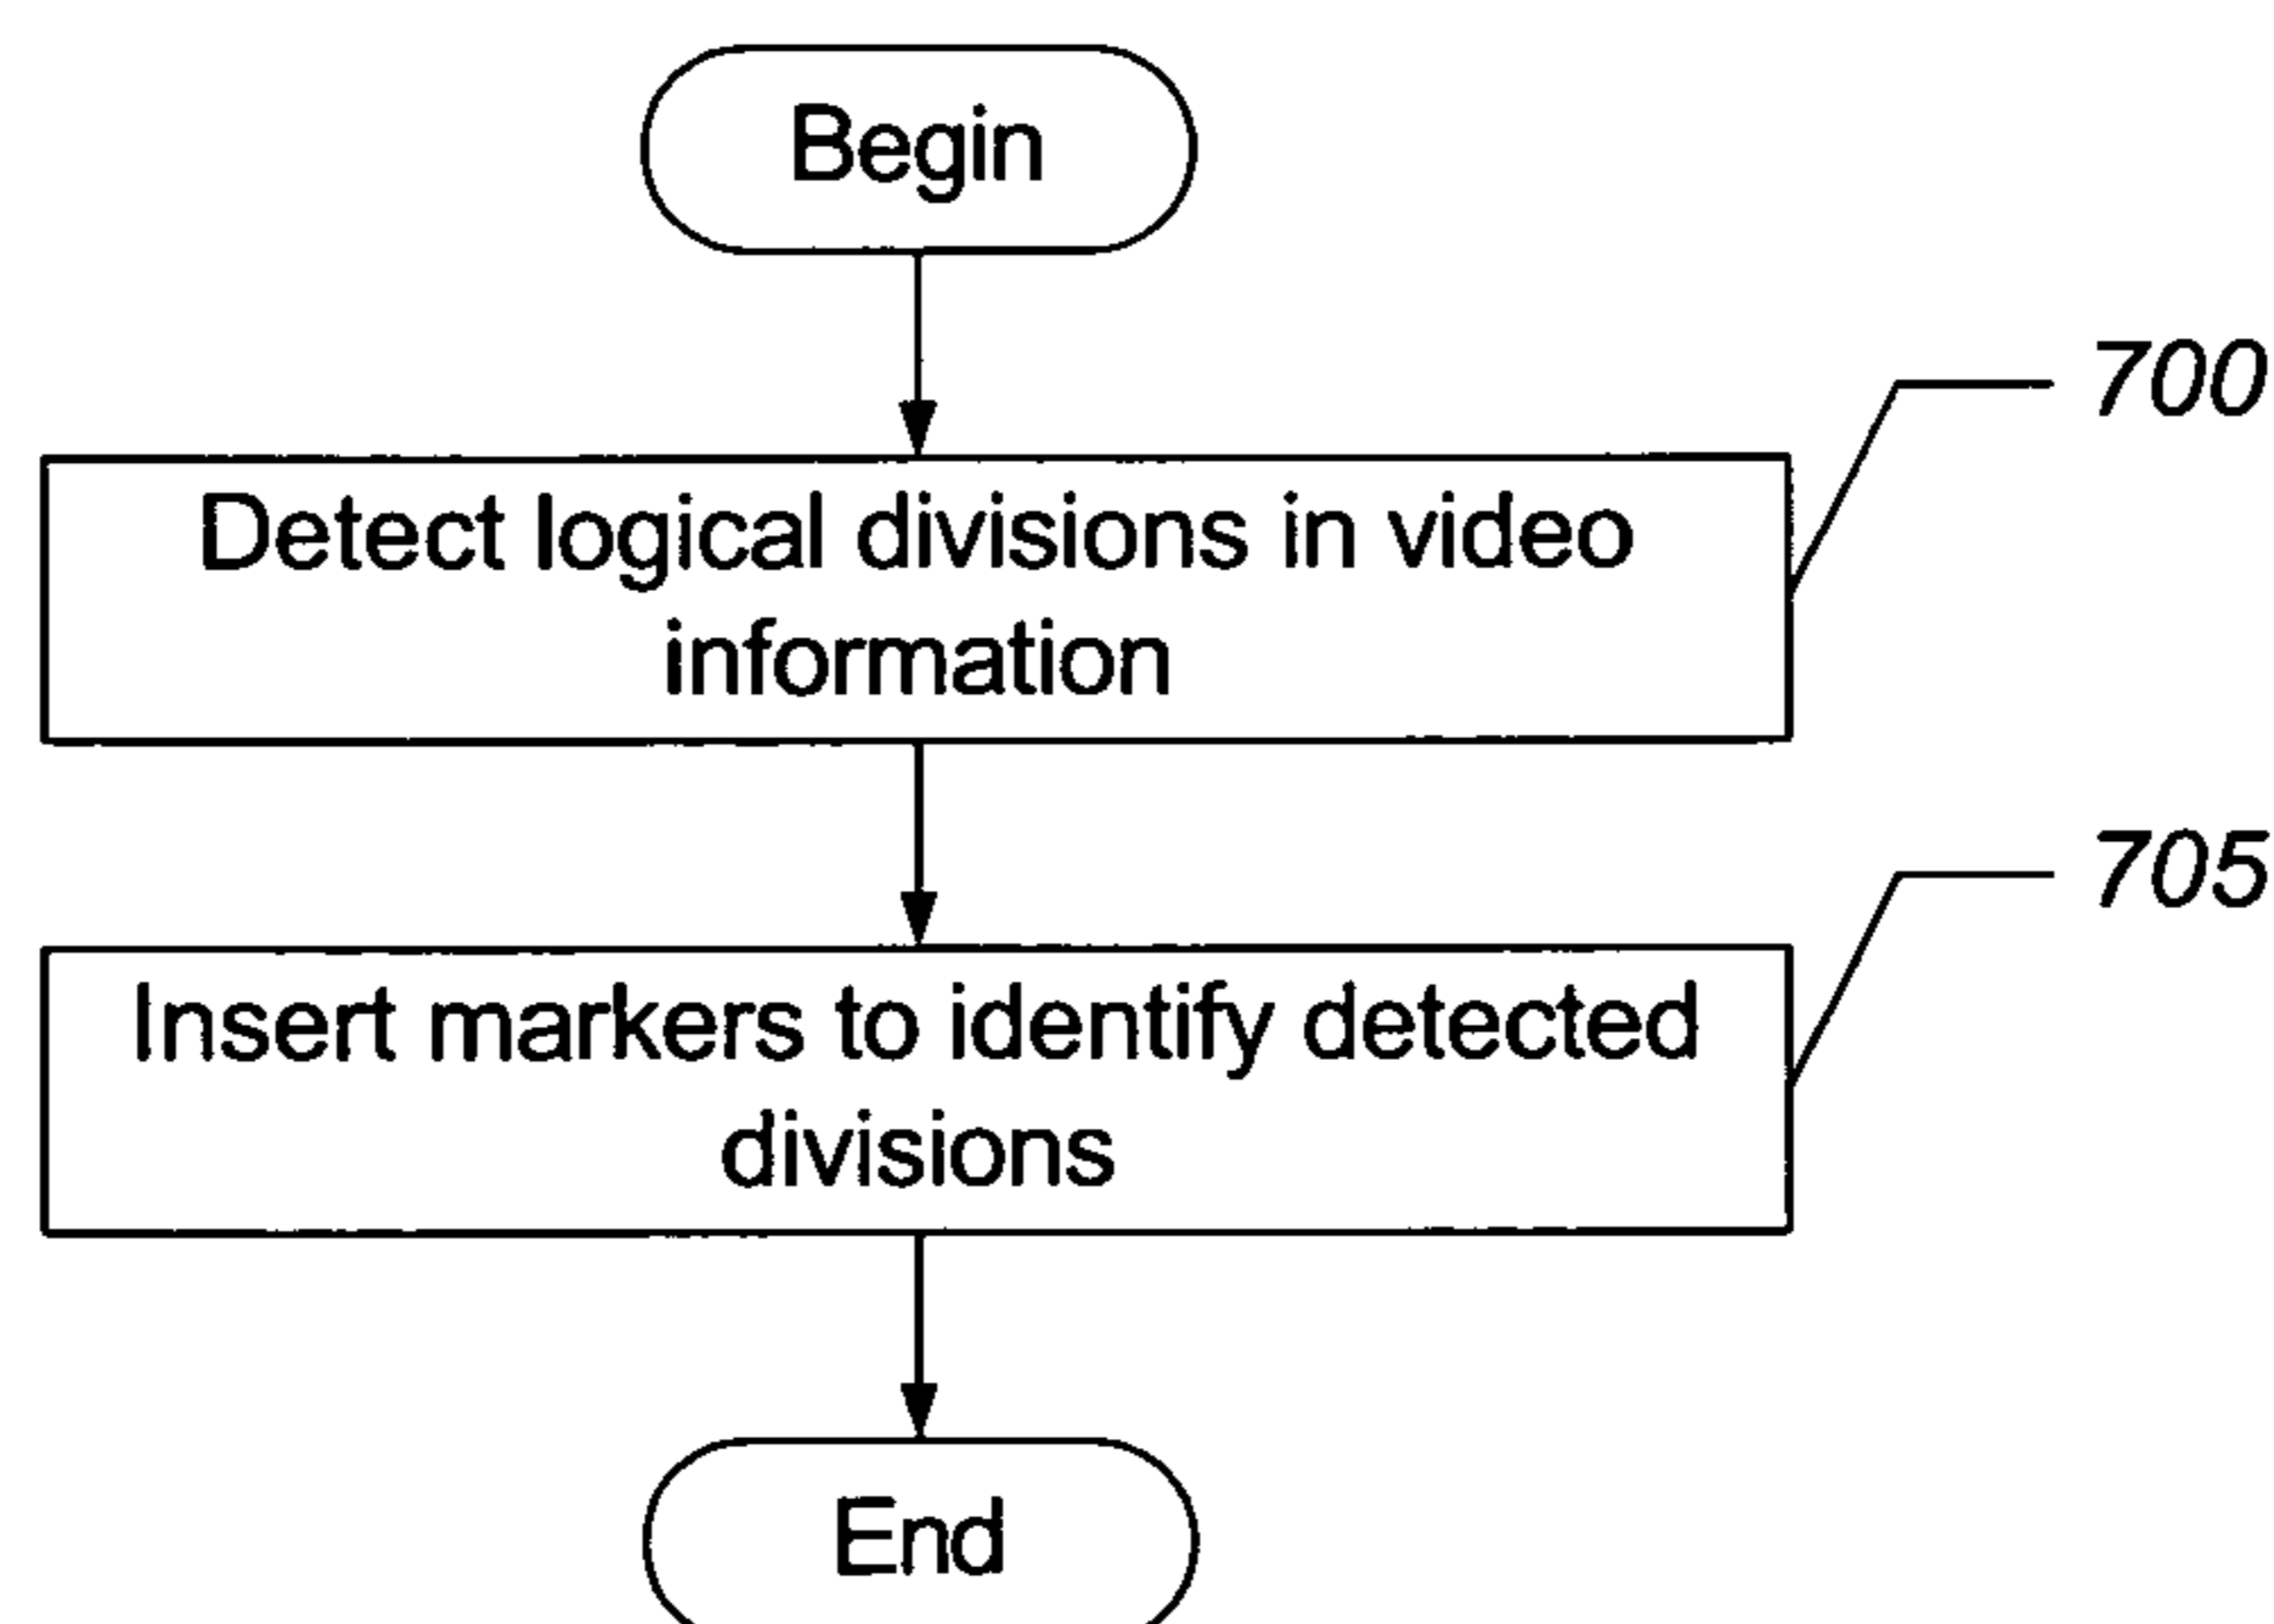 Begin
700
Detect logical divisions in video
information
705
Insert markers to identify detected
divisions
End